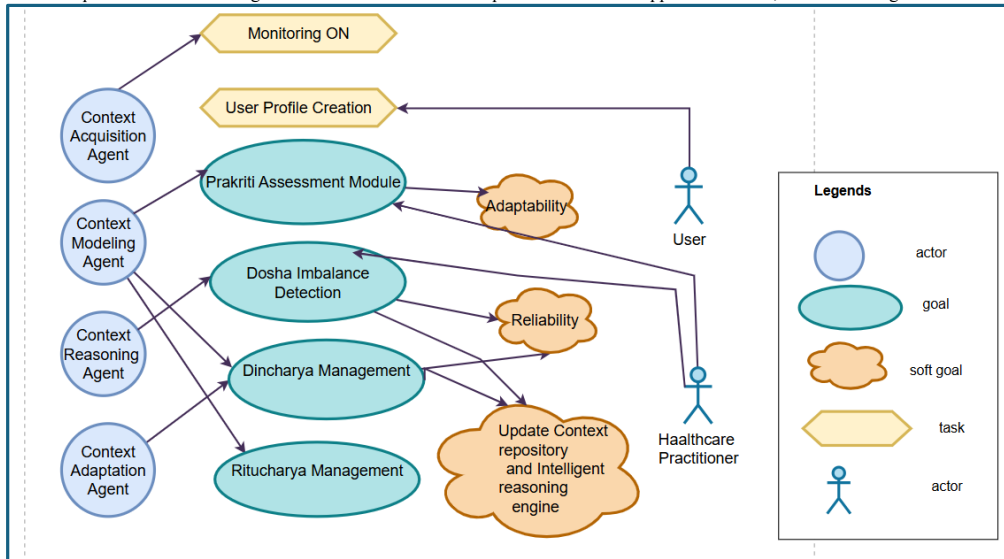 Monitoring ON
Context
Acquisition
Agent
User Profile Creation
Prakriti Assessment Module
Adaptability
User
Context
Modeling
Agent
Dosha Imbalance
Detection
Reliability
Context
Reasoning
Agent
Dincharya Management
Haalthcare
Practitioner
Update Context
repository
and Intelligent
reasoning
engine
Context
Adaptation
Agent
Ritucharya Management
Legends
actor
goal
soft goal
task
actor